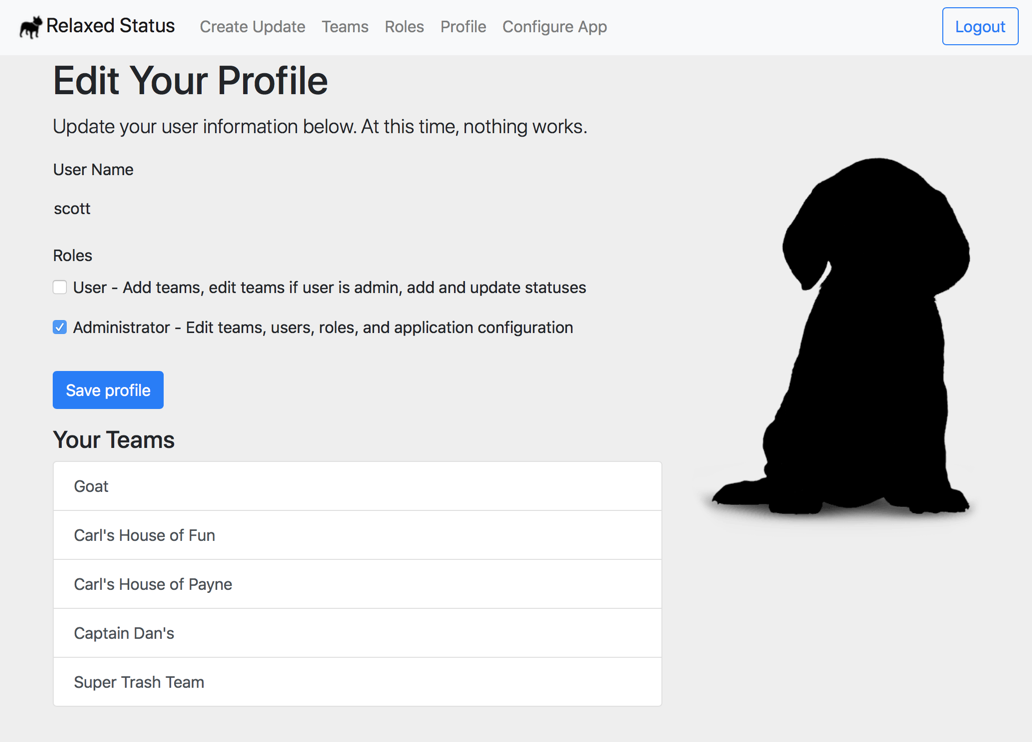 Relaxed Status Create Update Teams Roles Profile Configure App Logout
Edit Your Profile
Update your user information below. At this time, nothing works.
User Name
scott
Roles
User - Add teams, edit teams if user is admin, add and update statuses
Administrator - Edit teams, users, roles, and application configuration
Save profile
Your Teams
Goat
Carl's House of Fun
Carl's House of Payne
Captain Dan's
Super Trash Team